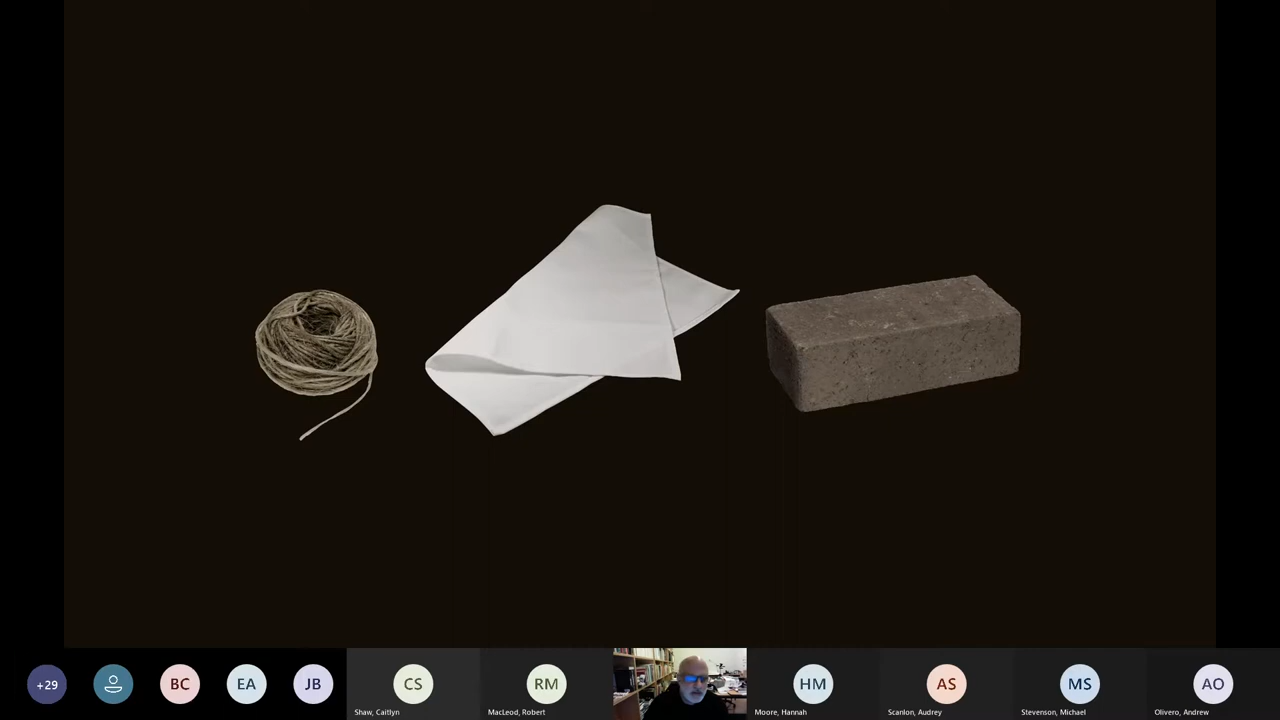 +29
BC
EA
JB
CS
RM
HM
AS
MS
AO
Shaw, Caitlyn
MacLeod, Robert
Moore, Hannah
Scanlon, Audrey
Stevenson, Michael
Olivero, Andrew